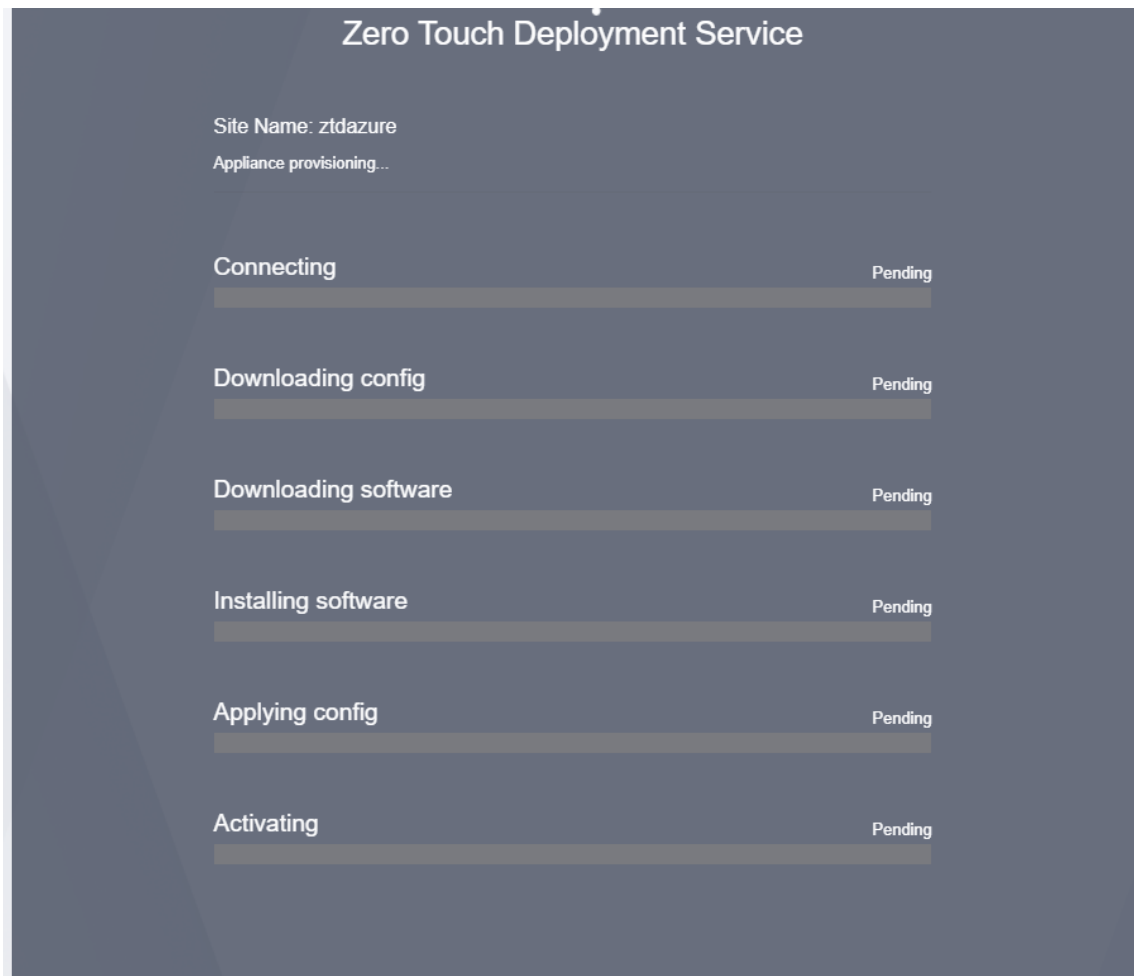 Zero Touch Deployment Service
Site Name: ztdazure
Appliance provisioning...
Connecting
Pending
Downloading config
Pending
Downloading software
Pending
Installing software
Pending
Applying config
Pending
Activating
Pending